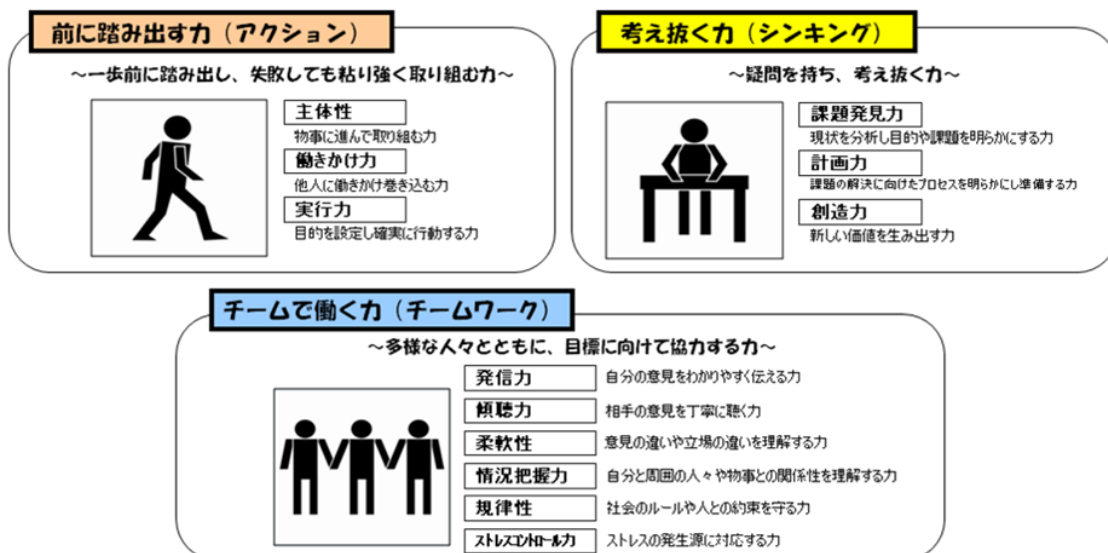 前に踏み出す力（アクション）
～一歩前に踏み出し、失敗しても粘り強く取り組む力～
主体性
物事に進んで取り組む力
働きかけ力
他人に働きかけ巻き込む力
実行力
目的を設定し確実に行動する力
考え抜く力（シンキング）
～疑問を持ち、考え抜く力～
課題発見力
現状を分析し目的や課題を明らかにする力
計画力
課題の解決に向けたプロセスを明らかにし準備する力
創造力
新しい価値を生み出す力
チームで働く力（チームワーク）
～多様な人々とともに、目標に向けて協力する力～
発信力 自分の意見をわかりやすく伝える力
傾聴力 相手の意見を丁寧に聴く力
柔軟性 意見の違いや立場の違いを理解する力
情況把握力 自分と周囲の人々や物事との関係性を理解する力
規律性 社会のルールや人との約束を守る力
ストレスコントロール力 ストレスの発生源に対応する力